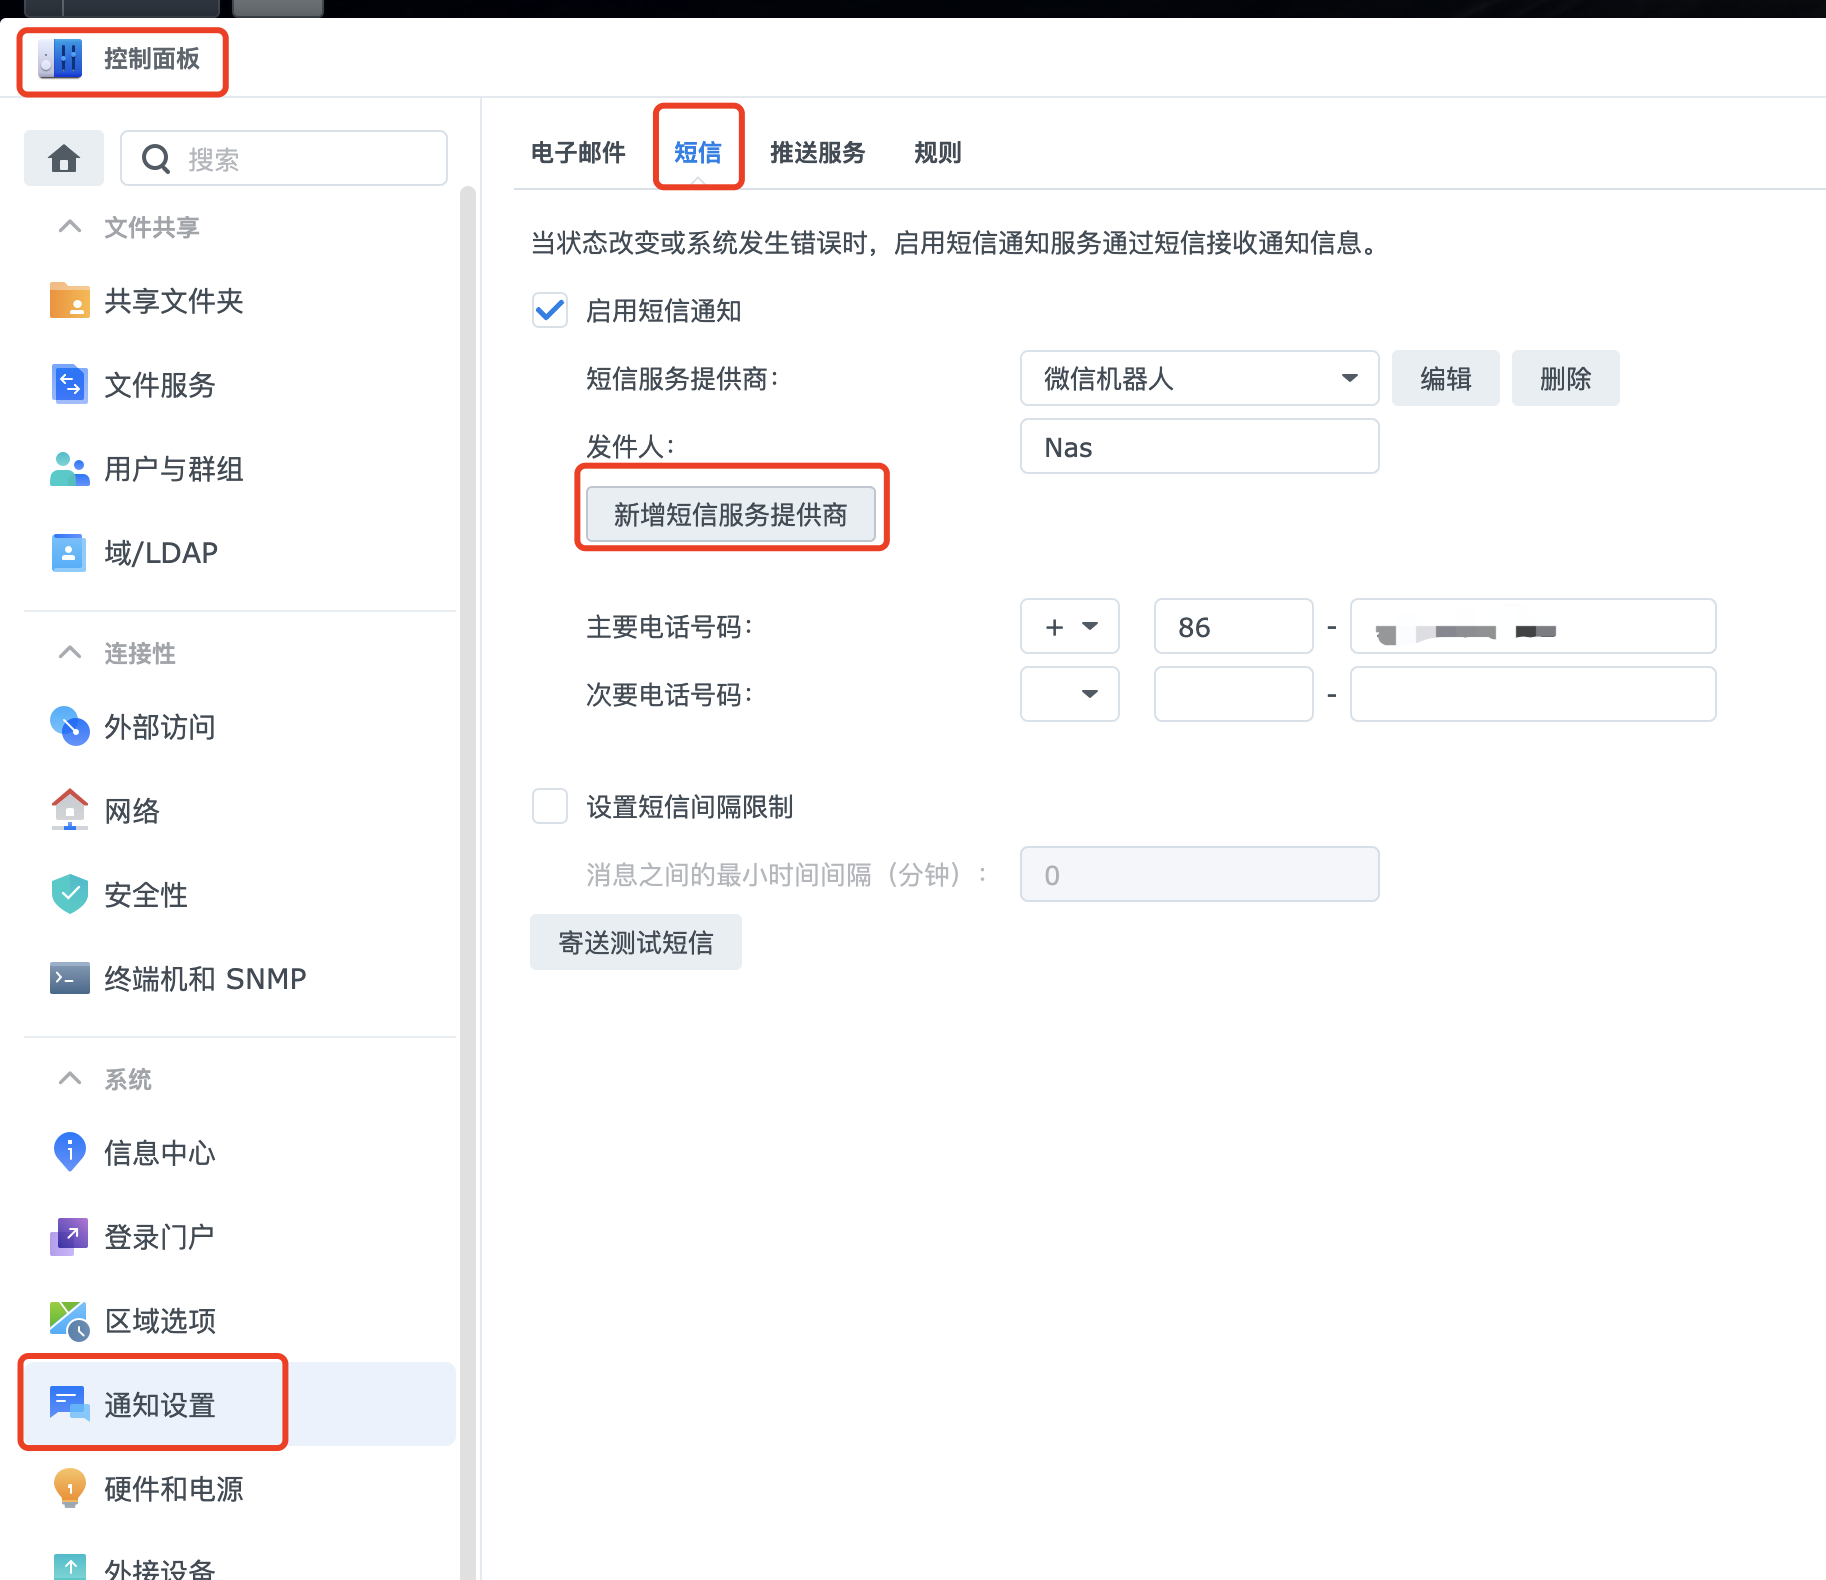 控制面板
搜索
文件共享
共享文件夹
文件服务
用户与群组
域/LDAP
连接性
外部访问
网络
安全性
终端机和 SNMP
系统
信息中心
登录门户
区域选项
通知设置
硬件和电源
外接设备
电子邮件 短信 推送服务 规则
当状态改变或系统发生错误时，启用短信通知服务通过短信接收通知信息。
启用短信通知
短信服务提供商： 微信机器人 编辑 删除
发件人： Nas
新增短信服务提供商
主要电话号码： + 86 -
次要电话号码： -
设置短信间隔限制
消息之间的最小时间间隔（分钟）： 0
寄送测试短信